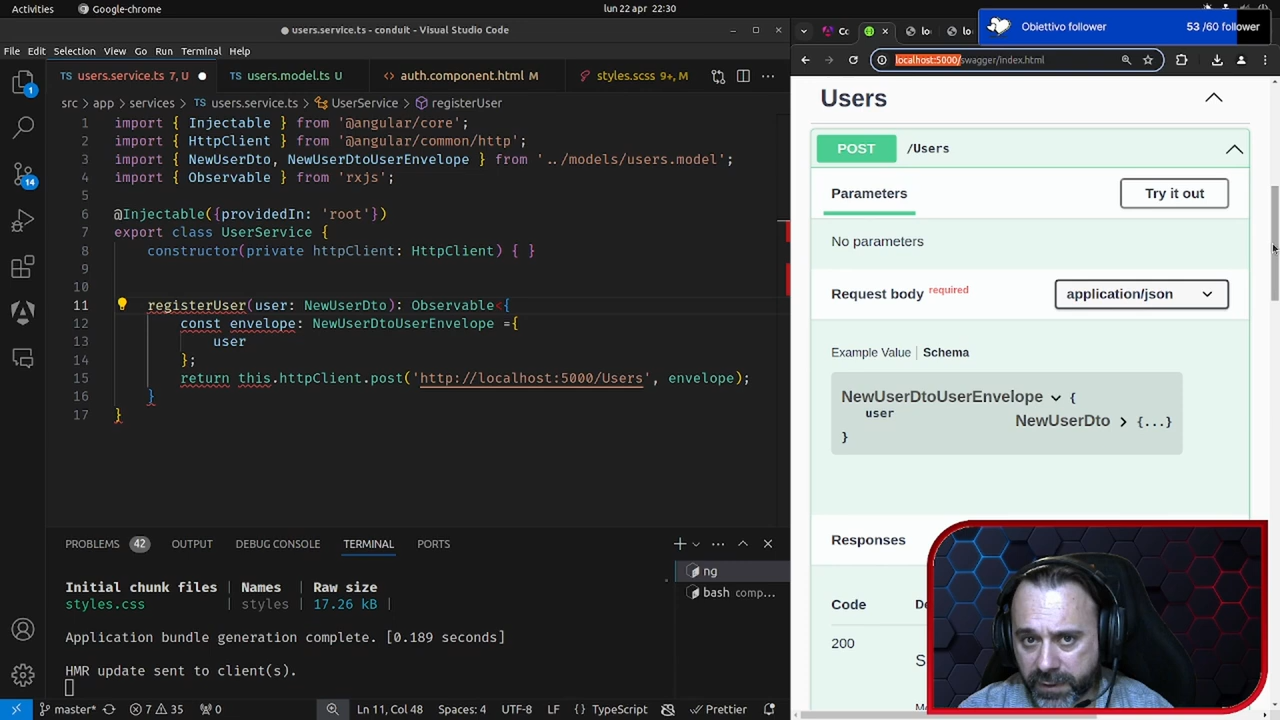 Activities
Google-chrome
lun 22 apr 22:30
users.service.ts - conduit - Visual Studio Code
File Edit Selection View Go Run Terminal Help
users.service.ts 7, U
users.model.ts U
auth.component.html M
styles.scss 9+, M
src > app > services > TS users.service.ts > UserService > registerUser
1 import { Injectable } from '@angular/core';
2 import { HttpClient } from '@angular/common/http';
3 import { NewUserDto, NewUserDtoUserEnvelope } from '../models/users.model';
4 import { Observable } from 'rxjs';
5
6 @Injectable({providedIn: 'root'})
7 export class UserService {
8 constructor(private httpClient: HttpClient) { }
9
10
11 registerUser(user: NewUserDto): Observable<{
12 const envelope: NewUserDtoUserEnvelope ={
13 user
14 };
15 return this.httpClient.post('http://localhost:5000/Users', envelope);
16 }
17 }
1
14
PROBLEMS 42 OUTPUT DEBUG CONSOLE TERMINAL PORTS
Initial chunk files | Names | Raw size
styles.css | styles | 17.26 kB |
Application bundle generation complete. [0.189 seconds]
HMR update sent to client(s).
ng
bash comp...
master* 7 35 0 Ln 11, Col 48 Spaces: 4 UTF-8 LF {} TypeScript Prettier
Obiettivo follower
53 /60 follower
localhost:5000/swagger/index.html
Users
POST /Users
Parameters
Try it out
No parameters
Request body required
application/json
Example Value | Schema
NewUserDtoUserEnvelope {
user NewUserDto > {...}
}
Responses
Code
200